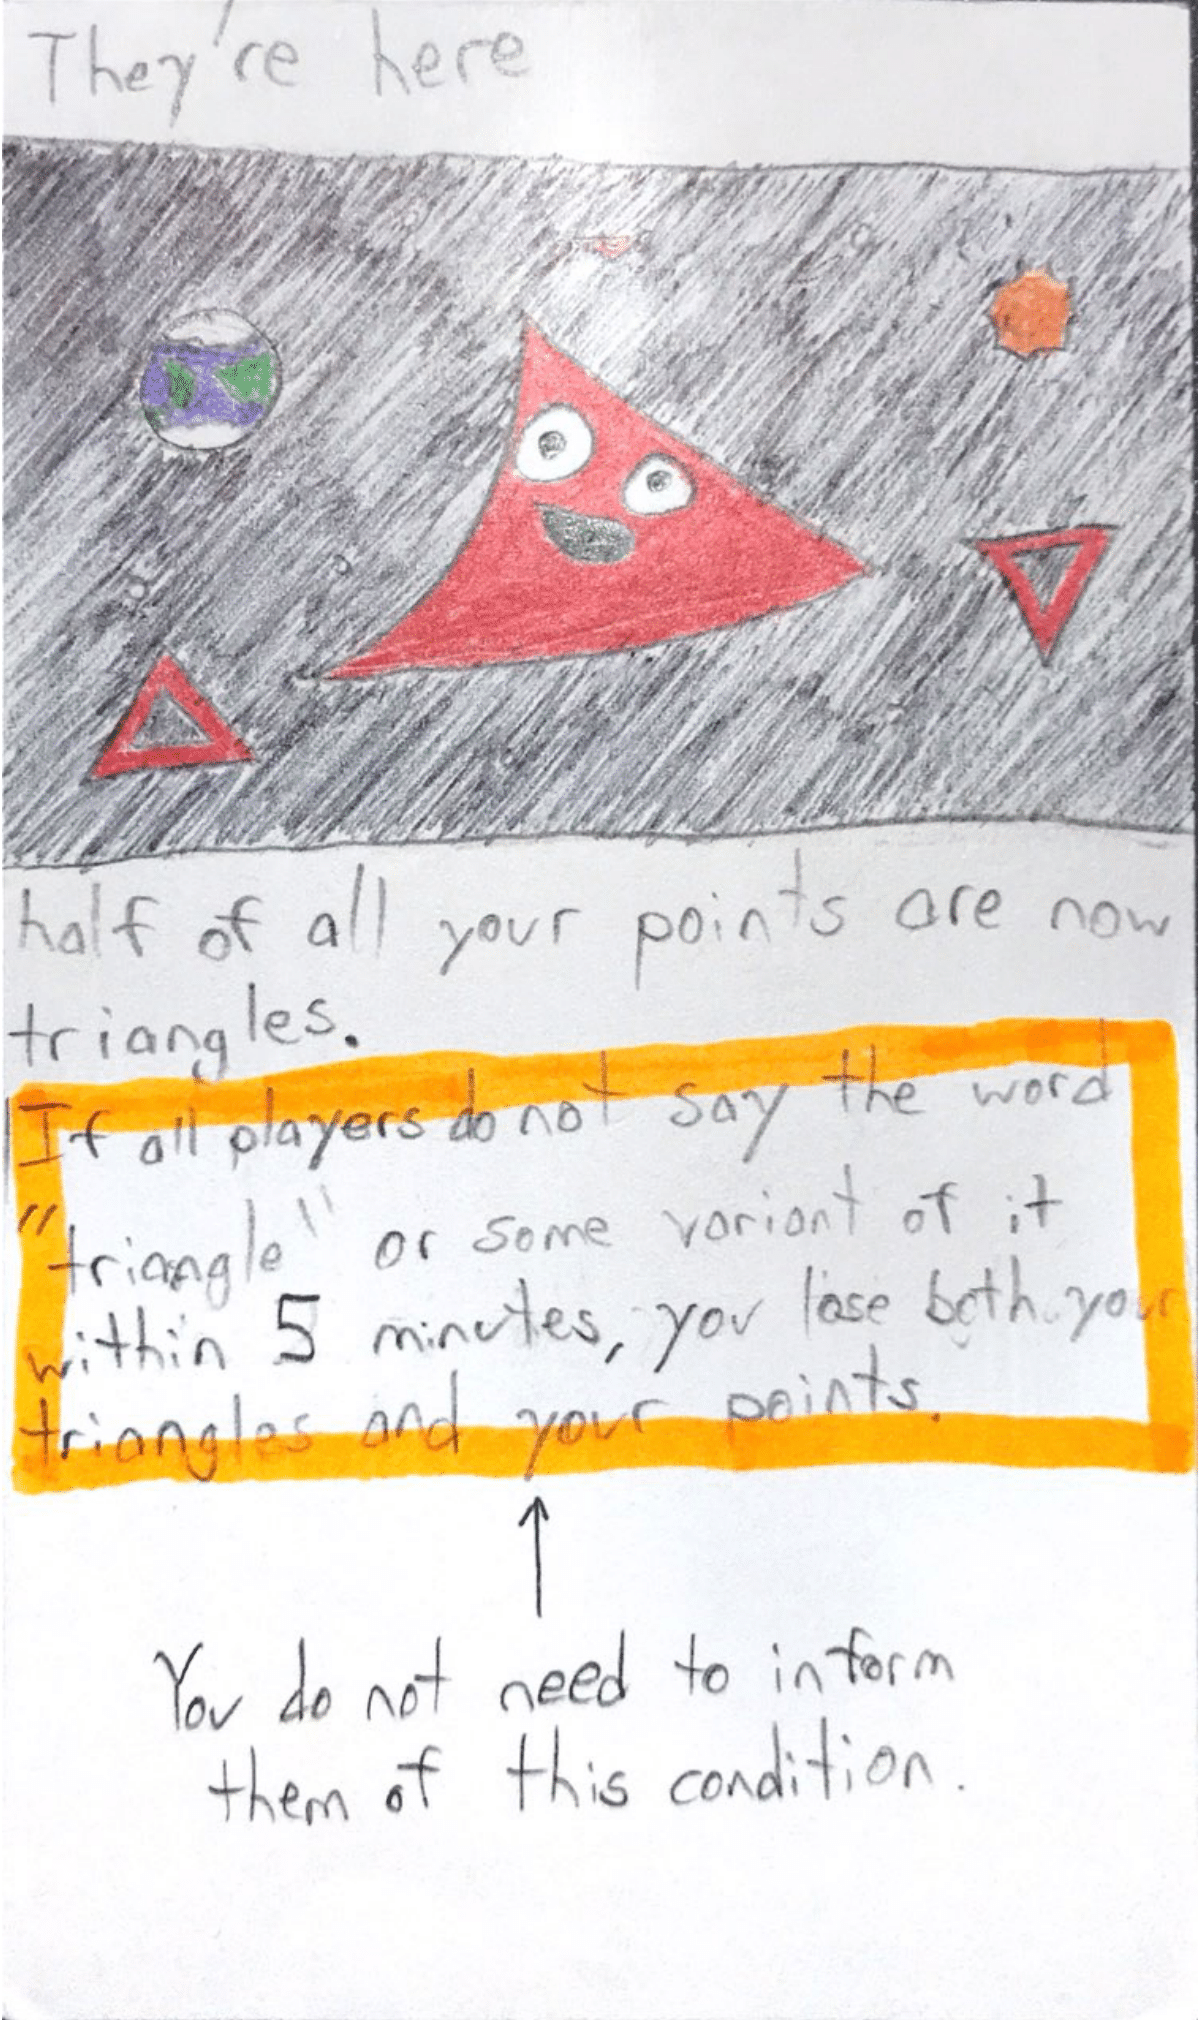 They're here
half of all your points are now
triangles.
If all players do not say the word
"triangle" or some variant of it
within 5 minutes, you lose both your
triangles and your points.
You do not need to inform
them of this condition.